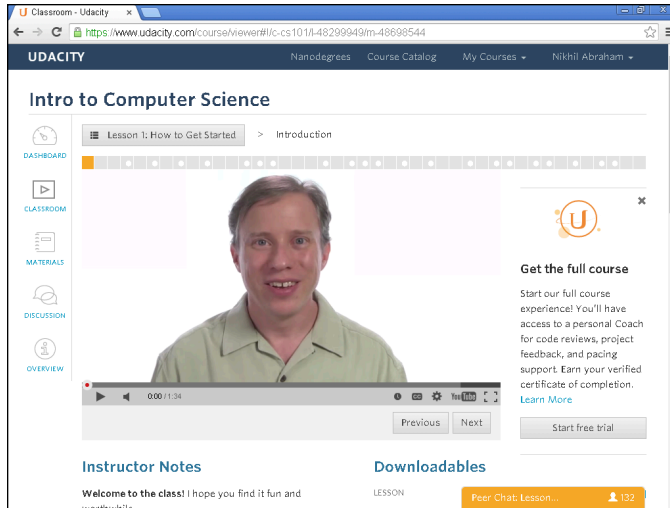 Classroom - Udacity
https://www.udacity.com/course/viewer#!/c-cs101/l-48299949/m-48698544
UDACITY Nanodegrees Course Catalog My Courses Nikhil Abraham
Intro to Computer Science
Lesson 1: How to Get Started > Introduction
DASHBOARD
CLASSROOM
MATERIALS
DISCUSSION
OVERVIEW
0:00 / 1:34 CC YouTube
Previous Next
U
Get the full course
Start our full course
experience! You'll have
access to a personal Coach
for code reviews, project
feedback, and pacing
support. Earn your verified
certificate of completion.
Learn More
Start free trial
Instructor Notes
Welcome to the class! I hope you find it fun and
worthwhile
Downloadables
LESSON
Peer Chat: Lesson... 132